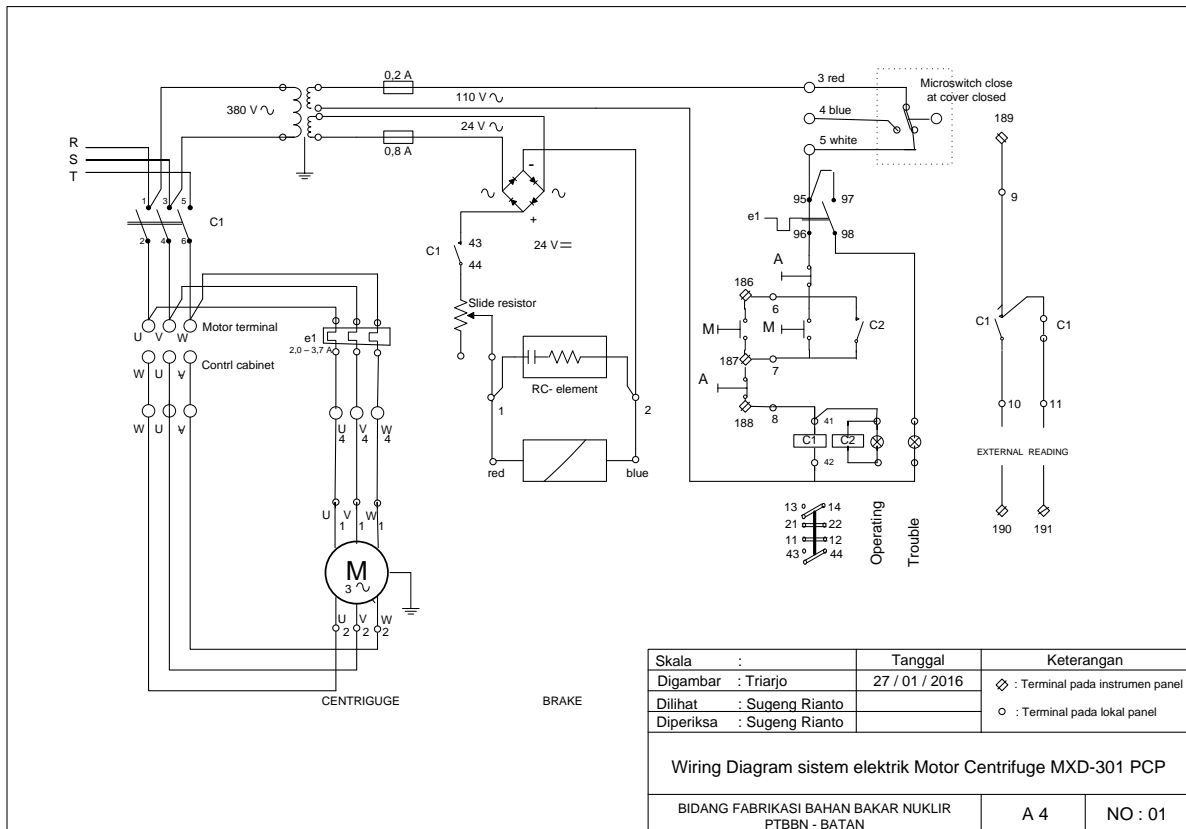 0,2 A
110 V
380 V
24 V
0,8 A
3 red
4 blue
5 white
Microswitch close
at cover closed
189
9
R
S
T
1 3 5
C1
2 4 6
-
+
24 V
C1
43
44
Slide resistor
95 97
e1
96 98
A
186
6
M M C2
187
7
A
188
8
41
C1 C2
42
C1 C1
10 11
EXTERNAL READING
190 191
U V W
Motor terminal
Contrl cabinet
W U V
W U V
e1
2,0 – 3,7 A
U V W
4 4 4
RC- element
1 2
red blue
13 14
21 22
11 12
43 44
Operating
Trouble
U V W
1 1 1
M
3
U V W
2 2 2
CENTRIGUGE
BRAKE
Skala :
Tanggal
Keterangan
Digambar : Triarjo
27 / 01 / 2016
: Terminal pada instrumen panel
Dilihat : Sugeng Rianto
: Terminal pada lokal panel
Diperiksa : Sugeng Rianto
Wiring Diagram sistem elektrik Motor Centrifuge MXD-301 PCP
BIDANG FABRIKASI BAHAN BAKAR NUKLIR
PTBBN - BATAN
A 4
NO : 01